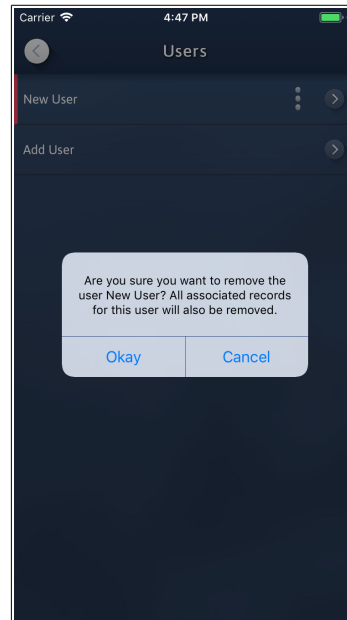 Carrier 4:47 PM
Users
New User
Add User
Are you sure you want to remove the
user New User? All associated records
for this user will also be removed.
Okay Cancel